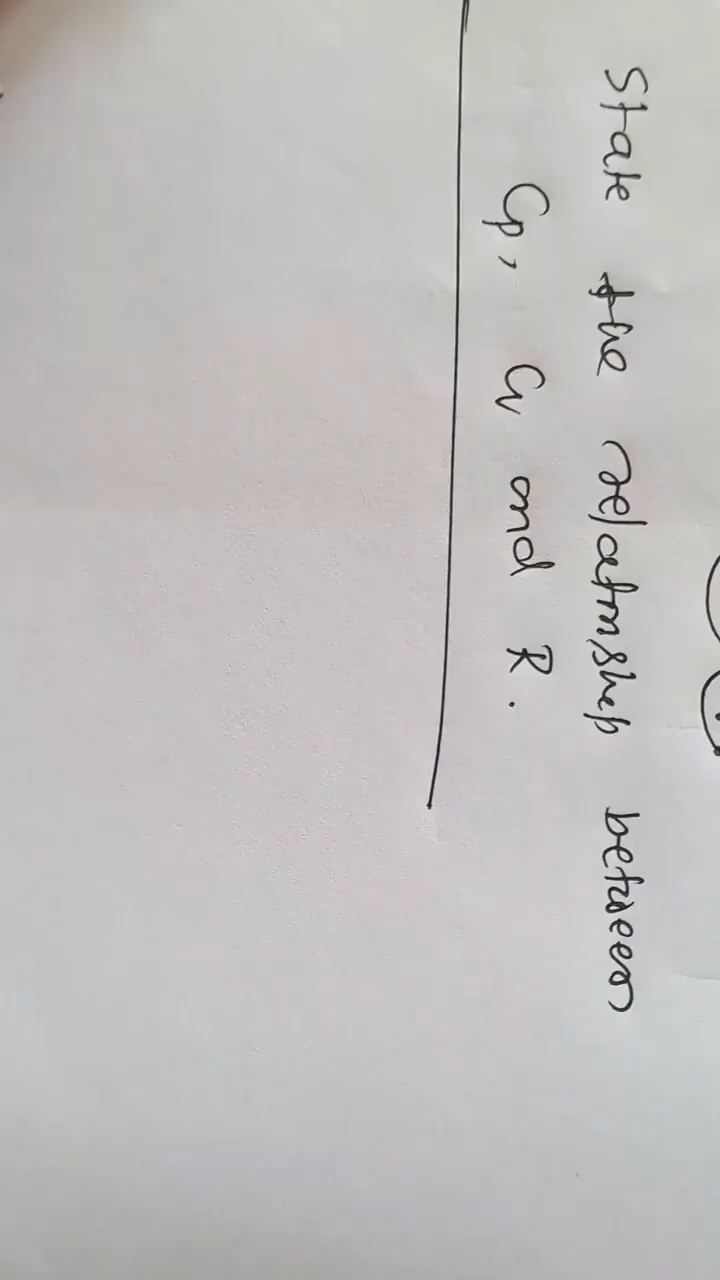 State the relationship between
Cp, Cv and R.